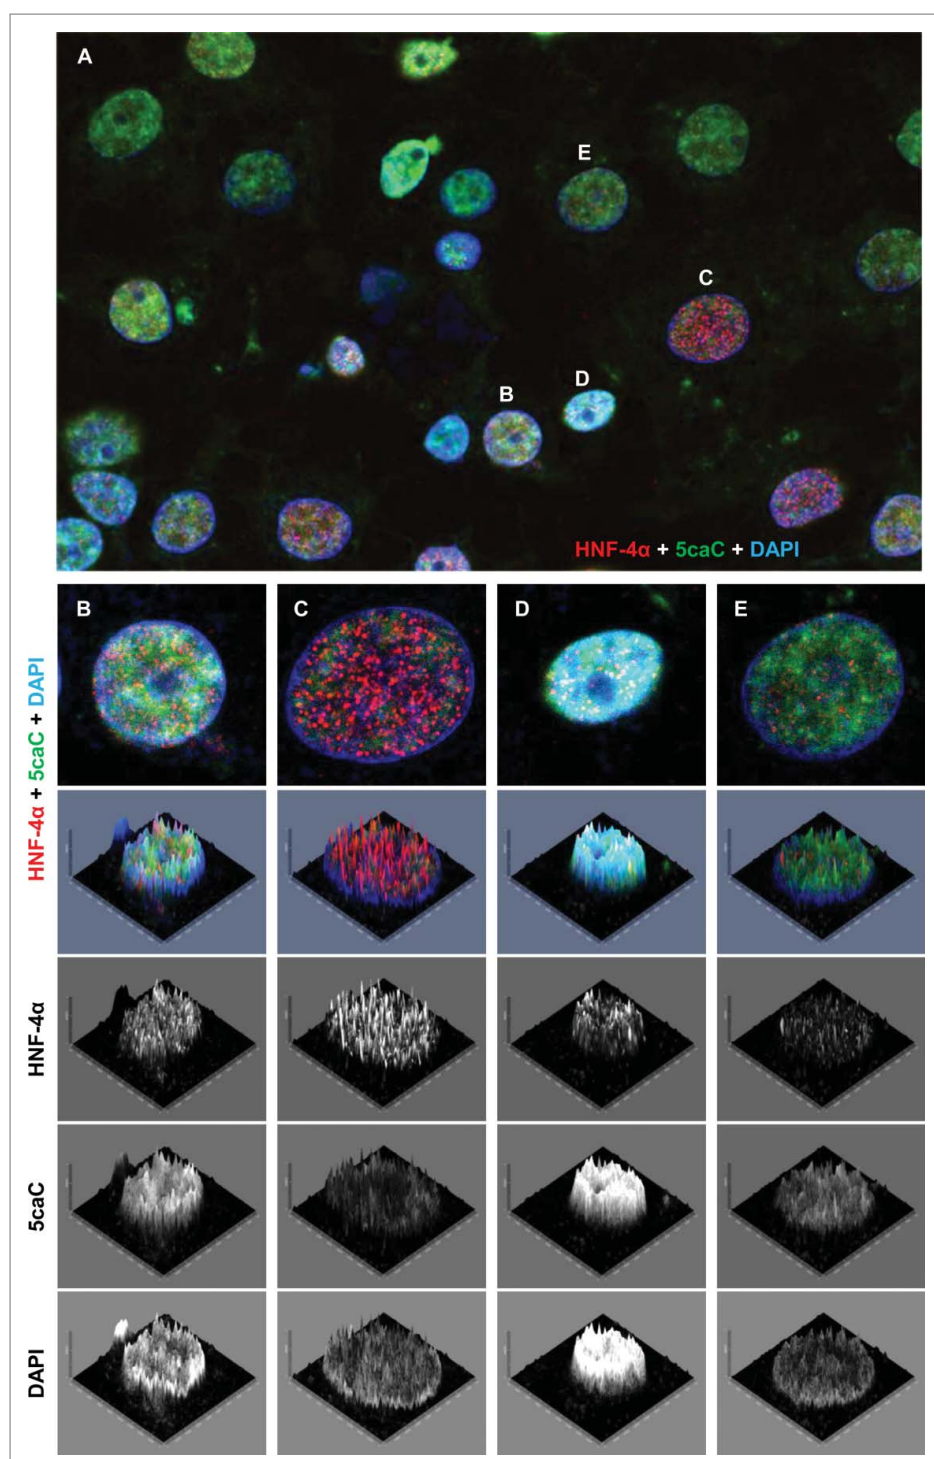 A
E
C
D
B
HNF-4α + 5caC + DAPI
B
C
D
E
HNF-4α + 5caC + DAPI
HNF-4α
5caC
DAPI